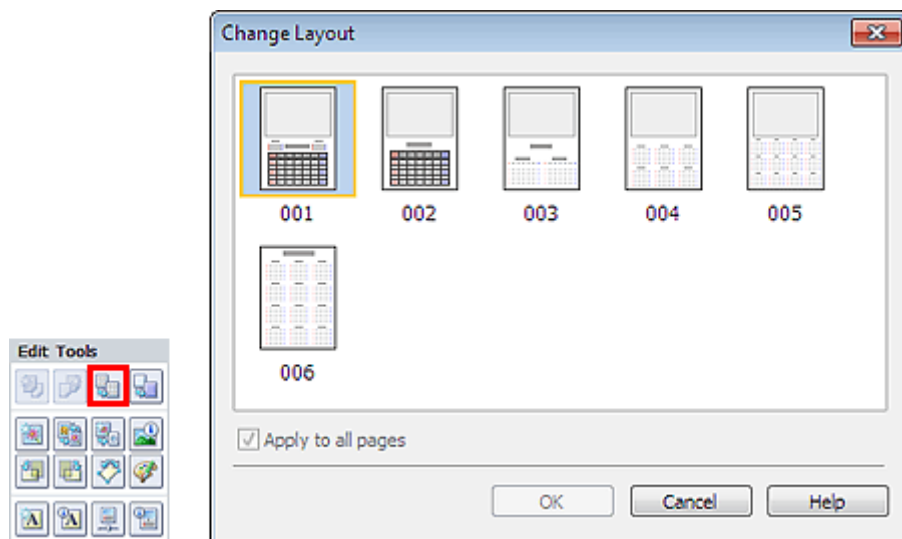 Change Layout
001 002 003 004 005
006
Apply to all pages
OK Cancel Help
Edit Tools